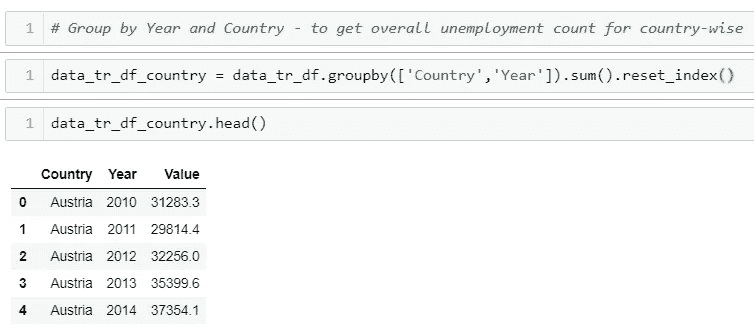 1 # Group by Year and Country - to get overall unemployment count for country-wise
1 data_tr_df_country = data_tr_df.groupby(['Country','Year']).sum().reset_index()
1 data_tr_df_country.head()
Country Year Value
0 Austria 2010 31283.3
1 Austria 2011 29814.4
2 Austria 2012 32256.0
3 Austria 2013 35399.6
4 Austria 2014 37354.1